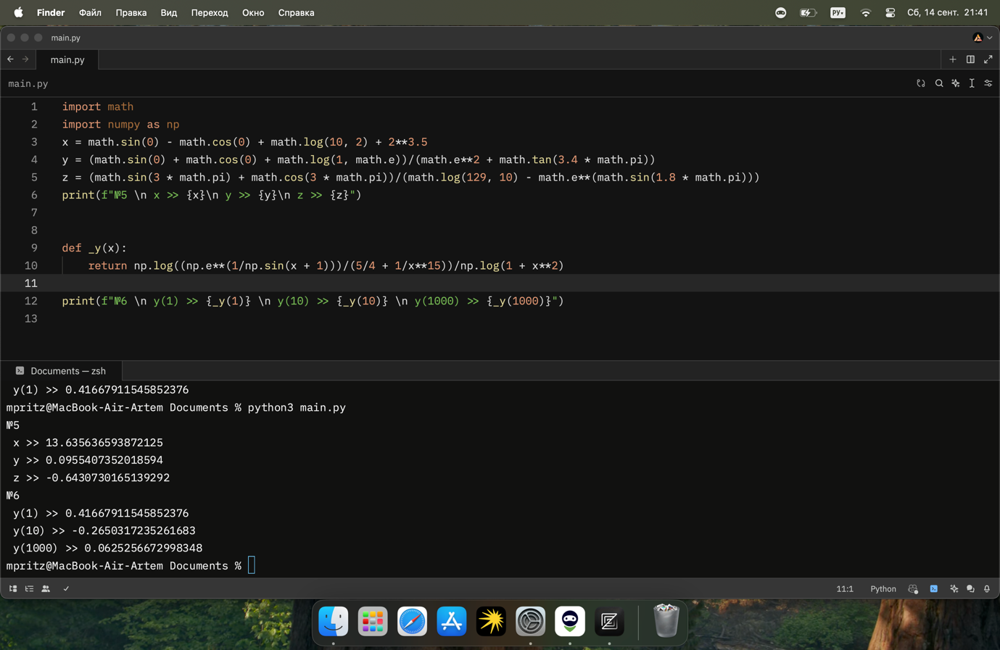 Finder Файл Правка Вид Переход Окно Справка РУ Сб, 14 сент. 21:41
main.py
main.py
main.py
1 import math
2 import numpy as np
3 x = math.sin(0) - math.cos(0) + math.log(10, 2) + 2**3.5
4 y = (math.sin(0) + math.cos(0) + math.log(1, math.e))/(math.e**2 + math.tan(3.4 * math.pi))
5 z = (math.sin(3 * math.pi) + math.cos(3 * math.pi))/(math.log(129, 10) - math.e**(math.sin(1.8 * math.pi)))
6 print(f"№5 \n x >> {x}\n y >> {y}\n z >> {z}")
7
8
9 def _y(x):
10 return np.log((np.e**(1/np.sin(x + 1)))/(5/4 + 1/x**15))/np.log(1 + x**2)
11
12 print(f"№6 \n y(1) >> {_y(1)} \n y(10) >> {_y(10)} \n y(1000) >> {_y(1000)}")
13
Documents — zsh
y(1) >> 0.41667911545852376
mpritz@MacBook-Air-Artem Documents % python3 main.py
№5
x >> 13.635636593872125
y >> 0.0955407352018594
z >> -0.6430730165139292
№6
y(1) >> 0.41667911545852376
y(10) >> -0.2650317235261683
y(1000) >> 0.0625256672998348
mpritz@MacBook-Air-Artem Documents %
11:1 Python